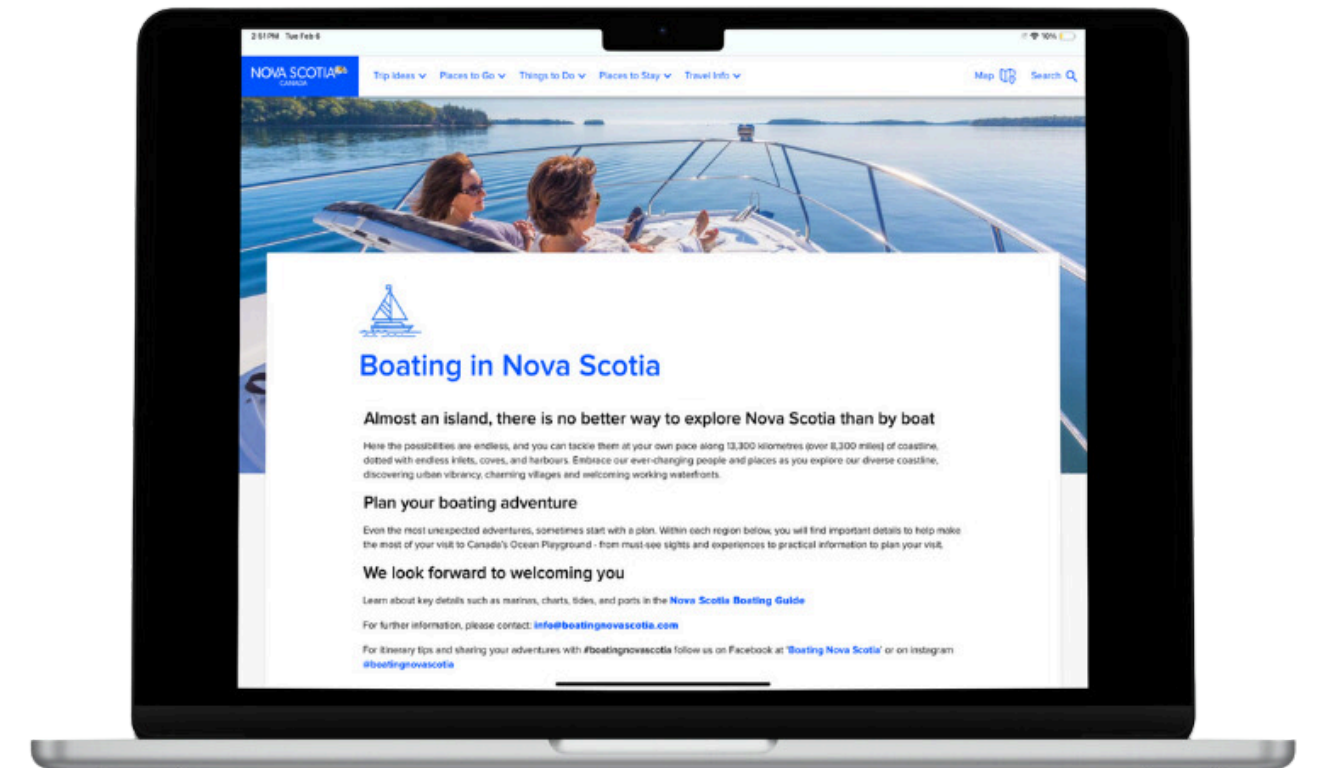 2:51 PM Tue Feb 6
10%
NOVA SCOTIA
CANADA
Trip Ideas Places to Go Things to Do Places to Stay Travel Info Map Search
Boating in Nova Scotia
Almost an island, there is no better way to explore Nova Scotia than by boat
Here the possibilities are endless, and you can tackle them at your own pace along 13,300 kilometres (over 8,300 miles) of coastline,
dotted with endless inlets, coves, and harbours. Embrace our ever-changing people and places as you explore our diverse coastline,
discovering urban vibrancy, charming villages and welcoming working waterfronts.
Plan your boating adventure
Even the most unexpected adventures, sometimes start with a plan. Within each region below, you will find important details to help make
the most of your visit to Canada's Ocean Playground - from must-see sights and experiences to practical information to plan your visit.
We look forward to welcoming you
Learn about key details such as marinas, charts, tides, and ports in the Nova Scotia Boating Guide
For further information, please contact: info@boatingnovascotia.com
For itinerary tips and sharing your adventures with #boatingnovascotia follow us on Facebook at 'Boating Nova Scotia' or on instagram
@boatingnovascotia